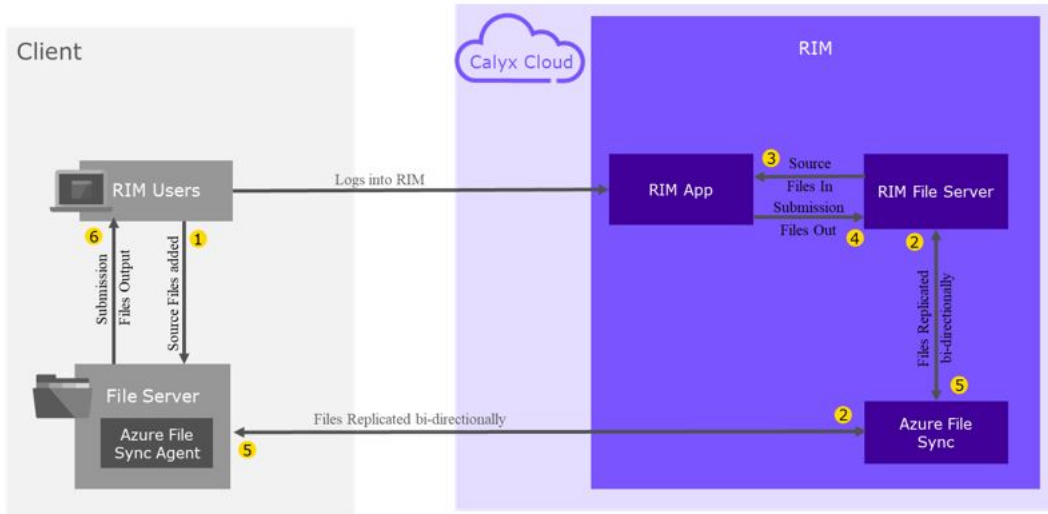 Client
Calyx Cloud
RIM
RIM Users
Logs into RIM
RIM App
3
Source
Files In
Submission
Files Out
4
RIM File Server
2
6
1
Submission
Files Output
Source Files added
Files Replicated
bi-directionally
5
File Server
Azure File
Sync Agent
5
Files Replicated bi-directionally
2
Azure File
Sync